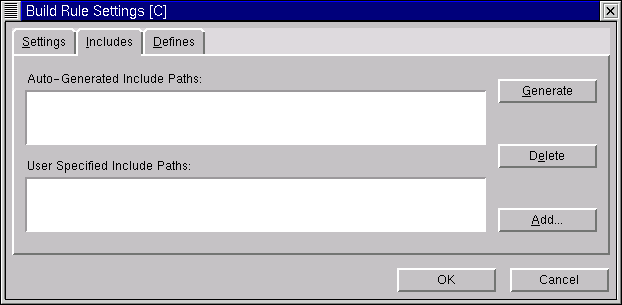 Build Rule Settings [C]
Settings Includes Defines
Auto-Generated Include Paths:
Generate
Delete
User Specified Include Paths:
Add...
OK Cancel